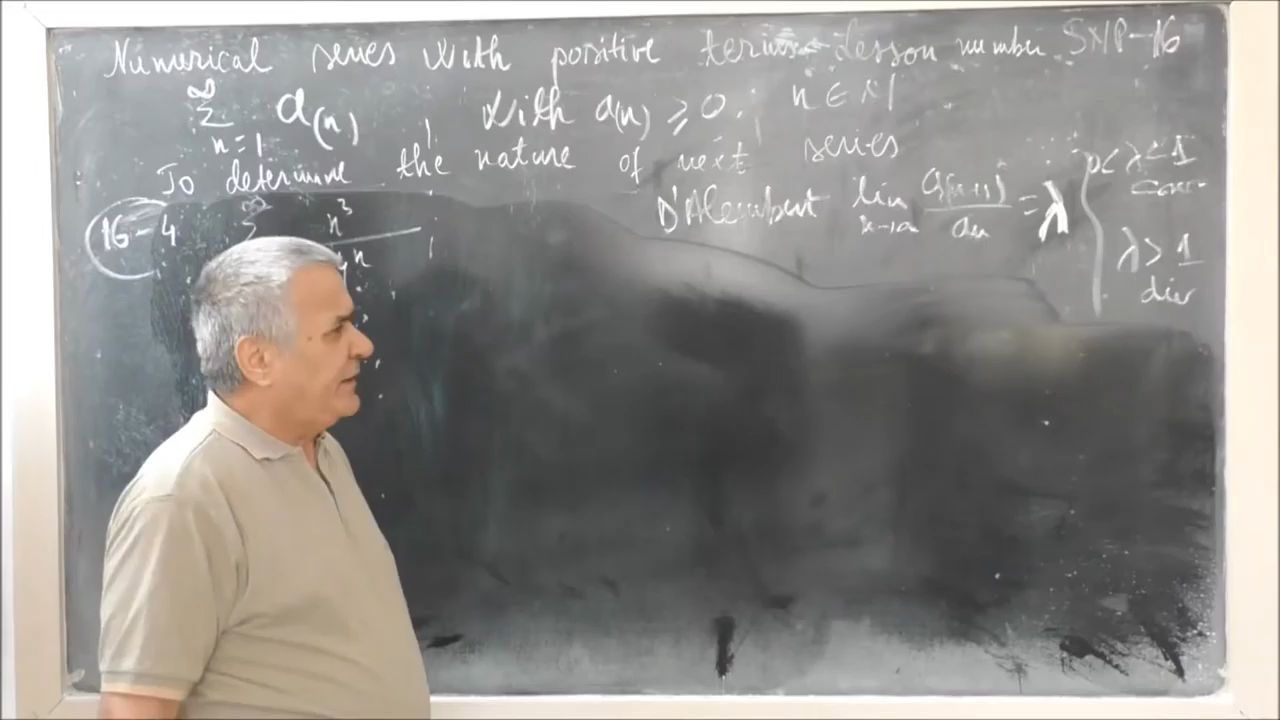 Numerical series with positive terms - Lesson number SNP-16
∞
Σ a(n), with a(n) ≥ 0, n ∈ N
n=1
To determine the nature of next series
D'Alembert lim a(n+1)/an = λ
0 < λ < 1
conv
λ > 1
div
16-4 ∞ Σ n³
n